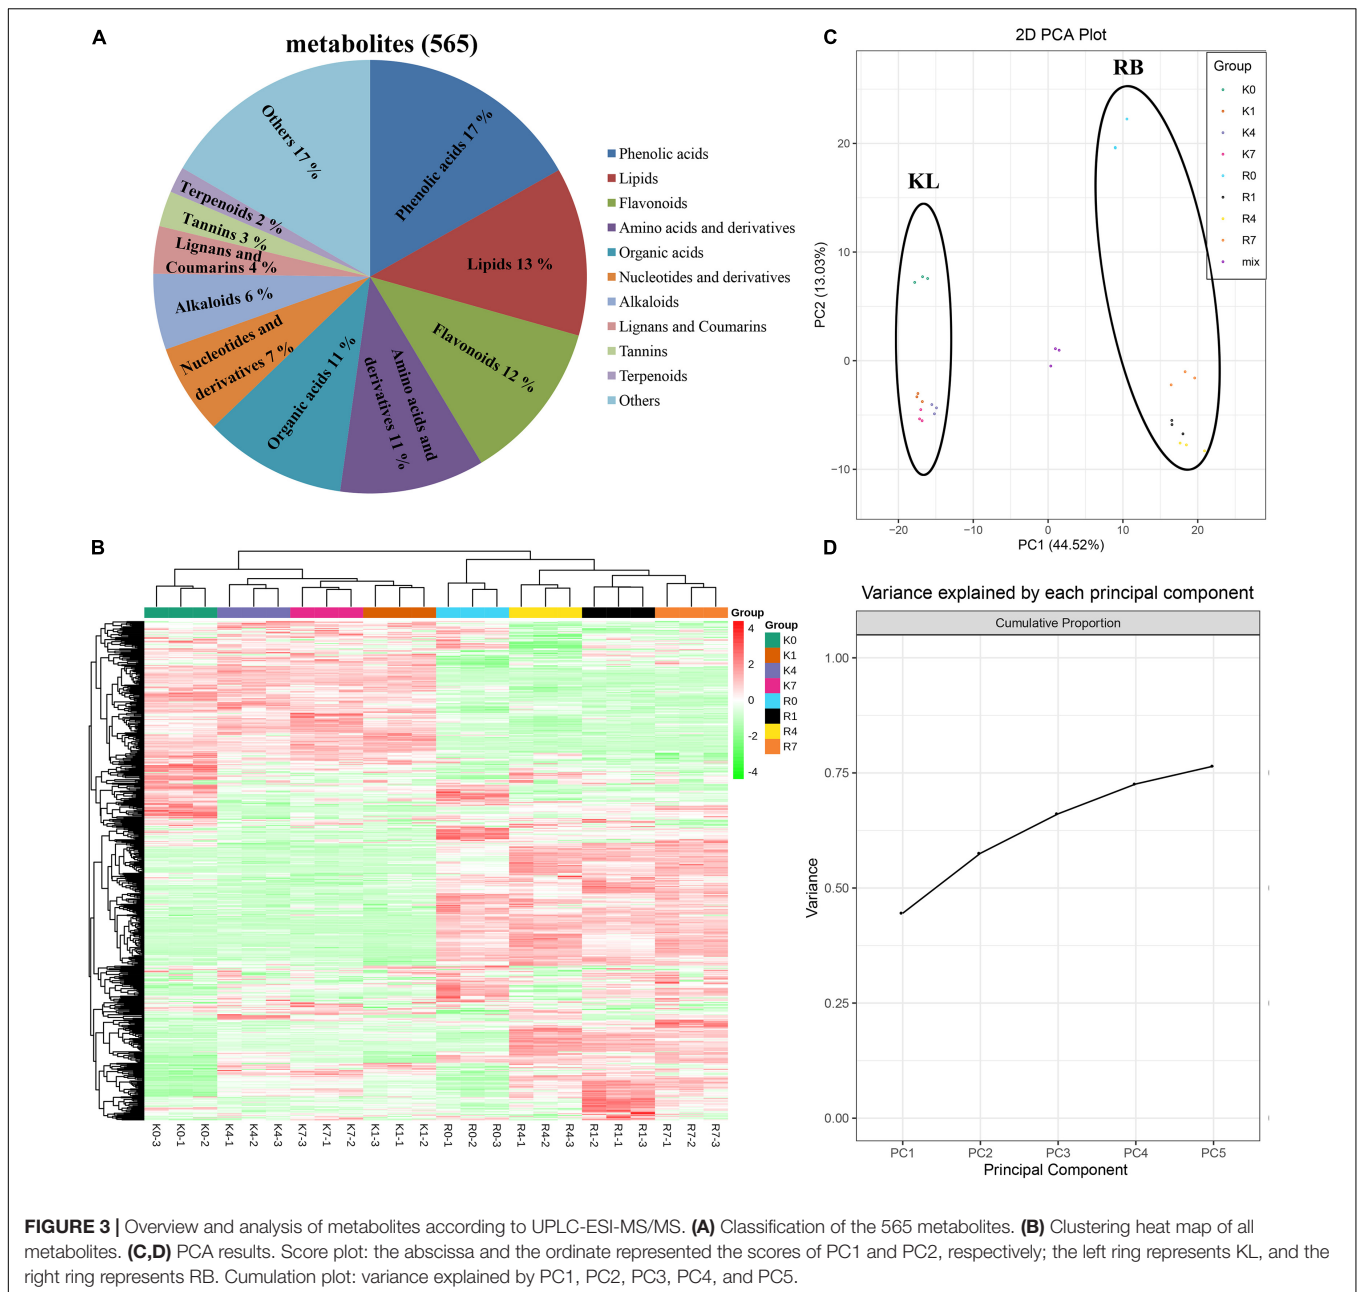 A
metabolites (565)
Phenolic acids 17 %
Lipids 13 %
Flavonoids 12 %
Amino acids and
derivatives 11 %
Organic acids 11 %
Nucleotides and
derivatives 7 %
Alkaloids 6 %
Lignans and
Coumarins 4 %
Tannins 3 %
Terpenoids 2 %
Others 17 %
Phenolic acids
Lipids
Flavonoids
Amino acids and derivatives
Organic acids
Nucleotides and derivatives
Alkaloids
Lignans and Coumarins
Tannins
Terpenoids
Others
C
2D PCA Plot
KL
RB
Group
K0
K1
K4
K7
R0
R1
R4
R7
mix
PC2 (13.03%)
20
10
0
−10
−20
−10
0
10
20
PC1 (44.52%)
B
Group
4
2
0
-2
-4
Group
K0
K1
K4
K7
R0
R1
R4
R7
K0-3
K0-1
K0-2
K4-1
K4-2
K4-3
K7-3
K7-1
K7-2
K1-3
K1-1
K1-2
R0-1
R0-2
R0-3
R4-1
R4-2
R4-3
R1-2
R1-1
R1-3
R7-1
R7-2
R7-3
D
Variance explained by each principal component
Cumulative Proportion
Variance
1.00
0.75
0.50
0.25
0.00
PC1
PC2
PC3
PC4
PC5
Principal Component
FIGURE 3 | Overview and analysis of metabolites according to UPLC-ESI-MS/MS. (A) Classification of the 565 metabolites. (B) Clustering heat map of all
metabolites. (C,D) PCA results. Score plot: the abscissa and the ordinate represented the scores of PC1 and PC2, respectively; the left ring represents KL, and the
right ring represents RB. Cumulation plot: variance explained by PC1, PC2, PC3, PC4, and PC5.